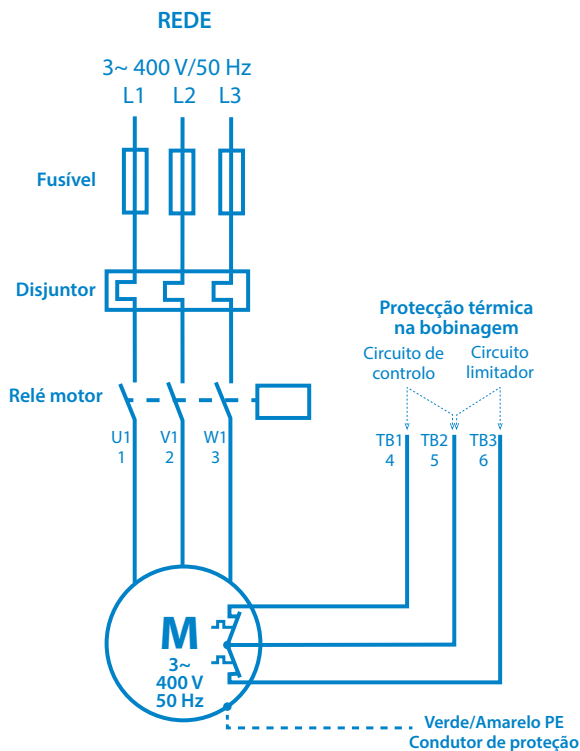 REDE
3~ 400 V/50 Hz
L1 L2 L3
Fusível
Disjuntor
Relé motor
U1 V1 W1
1 2 3
Protecção térmica
na bobinagem
Circuito de
controlo
Circuito
limitador
TB1 TB2 TB3
4 5 6
M
3~
400 V
50 Hz
Verde/Amarelo PE
Condutor de proteção